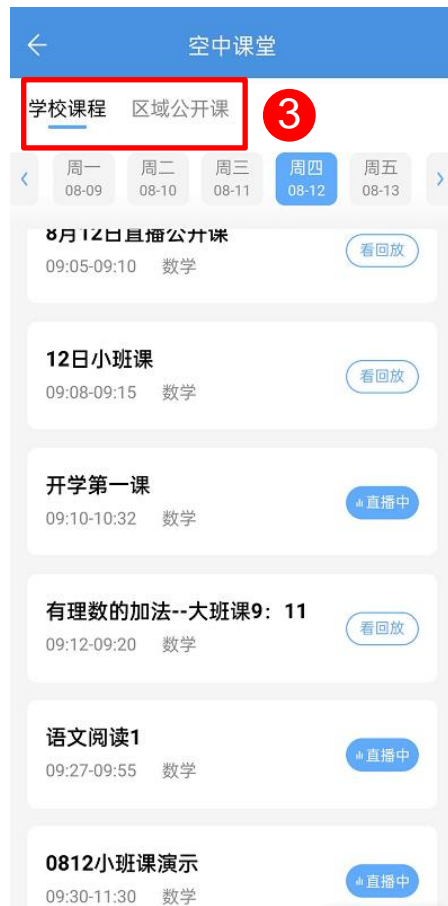 空中课堂
学校课程 区域公开课 3
周一 周二 周三 周四 周五
08-09 08-10 08-11 08-12 08-13
8月12日直播公开课
看回放
09:05-09:10 数学
12日小班课
看回放
09:08-09:15 数学
开学第一课
直播中
09:10-10:32 数学
有理数的加法--大班课9：11
看回放
09:12-09:20 数学
语文阅读1
直播中
09:27-09:55 数学
0812小班课演示
直播中
09:30-11:30 数学